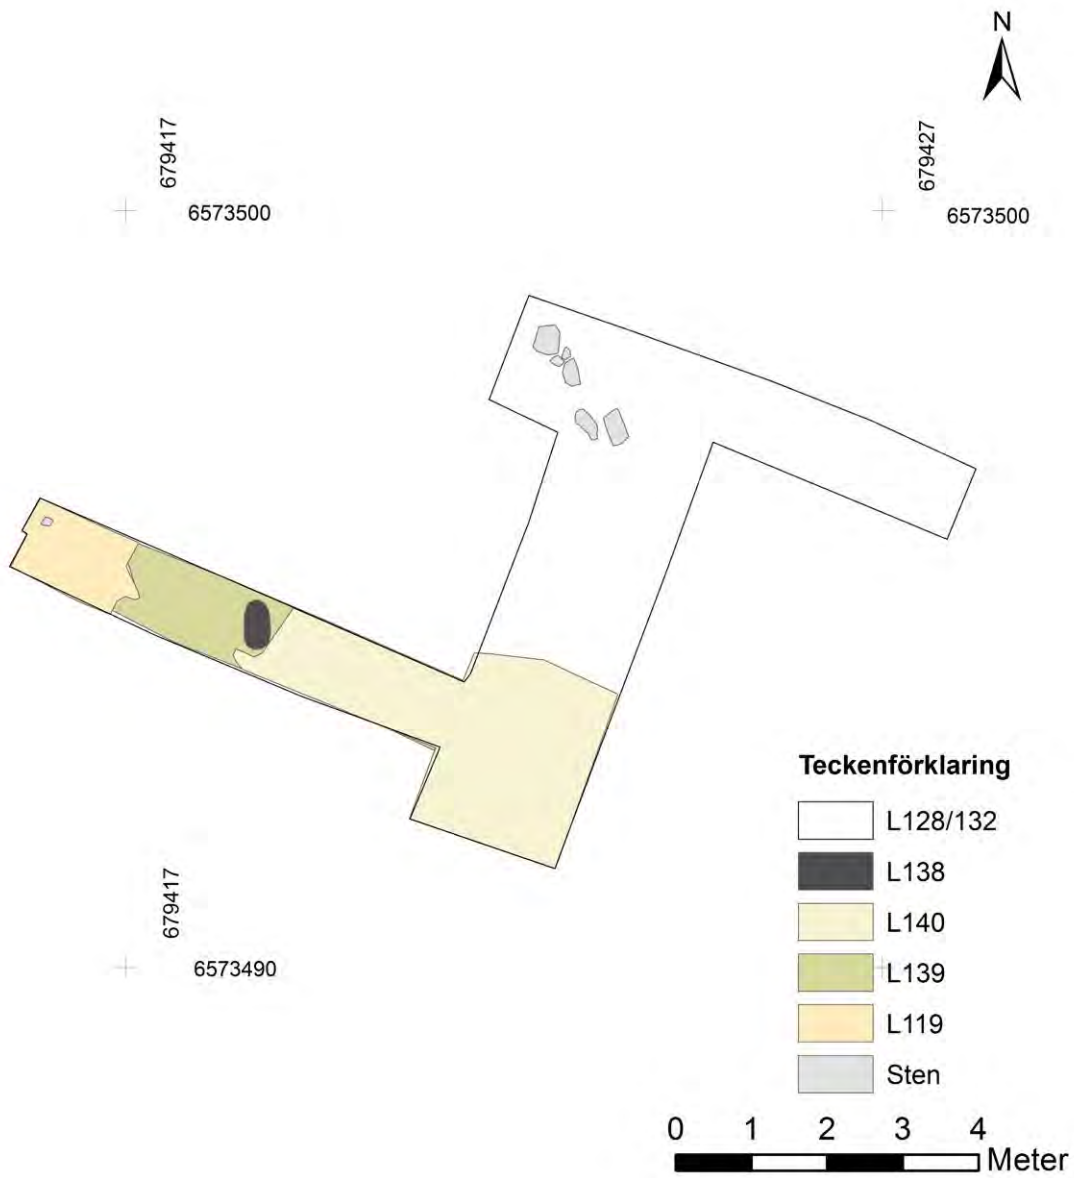 N
679417
679427
6573500
6573500
679417
6573490
Teckenförklaring
L128/132
L138
L140
L139
L119
Sten
0 1 2 3 4
Meter